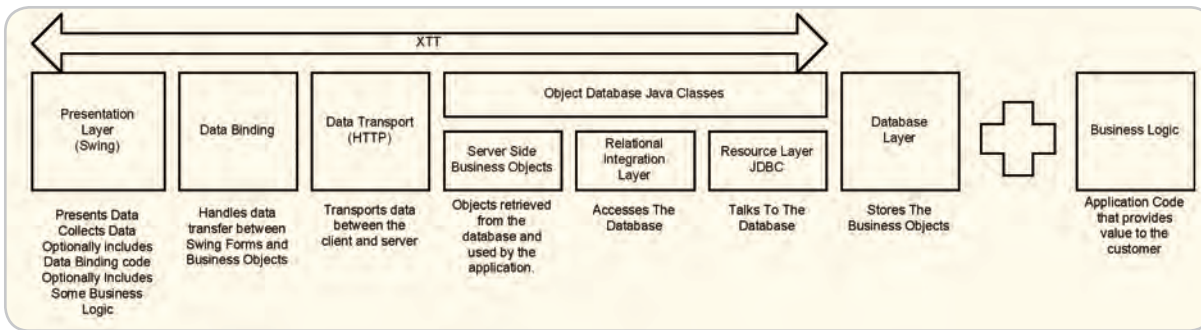 XTT
Presentation
Layer
(Swing)
Data Binding
Data Transport
(HTTP)
Object Database Java Classes
Server Side
Business Objects
Relational
Integration
Layer
Resource Layer
JDBC
Database
Layer
Business Logic
Presents Data
Collects Data
Optionally includes
Data Binding code
Optionally Includes
Some Business
Logic
Handles data
transfer between
Swing Forms and
Business Objects
Transports data
between the
client and server
Objects retrieved
from the
database and
used by the
application.
Accesses The
Database
Talks To The
Database
Stores The
Business Objects
Application Code
that provides
value to the
customer